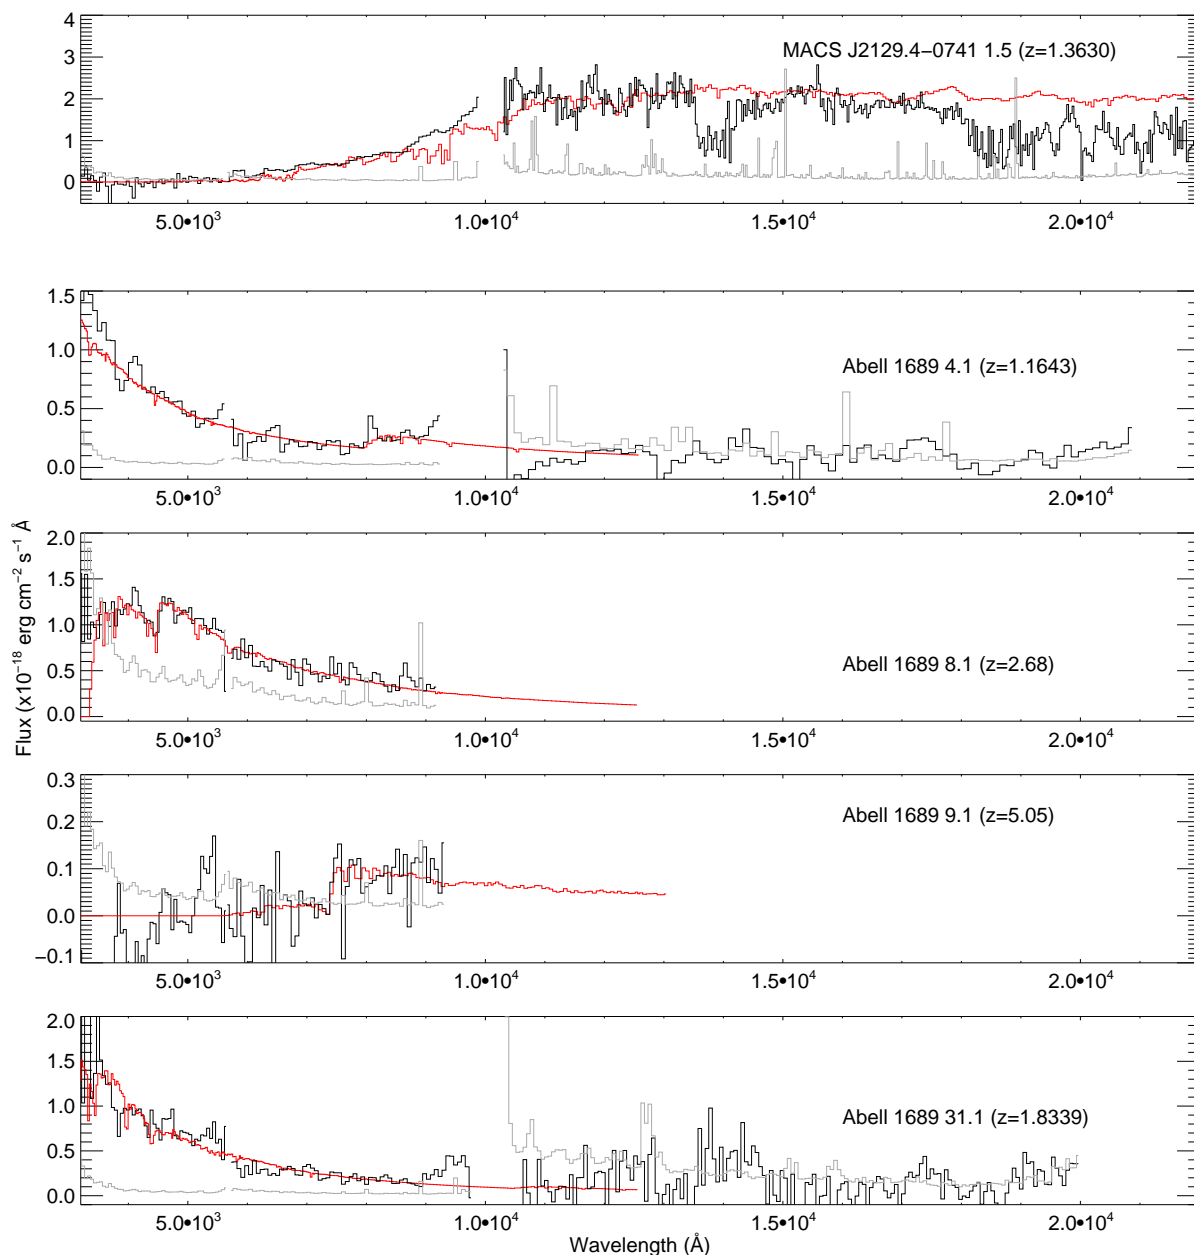 4
3
2
1
0
MACS J2129.4−0741 1.5 (z=1.3630)
5.0•10³ 1.0•10⁴ 1.5•10⁴ 2.0•10⁴
1.5
1.0
0.5
0.0
Abell 1689 4.1 (z=1.1643)
5.0•10³ 1.0•10⁴ 1.5•10⁴ 2.0•10⁴
Flux (x10⁻¹⁸ erg cm⁻² s⁻¹ Å
2.0
1.5
1.0
0.5
0.0
Abell 1689 8.1 (z=2.68)
5.0•10³ 1.0•10⁴ 1.5•10⁴ 2.0•10⁴
0.3
0.2
0.1
0.0
−0.1
Abell 1689 9.1 (z=5.05)
5.0•10³ 1.0•10⁴ 1.5•10⁴ 2.0•10⁴
2.0
1.5
1.0
0.5
0.0
Abell 1689 31.1 (z=1.8339)
5.0•10³ 1.0•10⁴ 1.5•10⁴ 2.0•10⁴
Wavelength (Å)